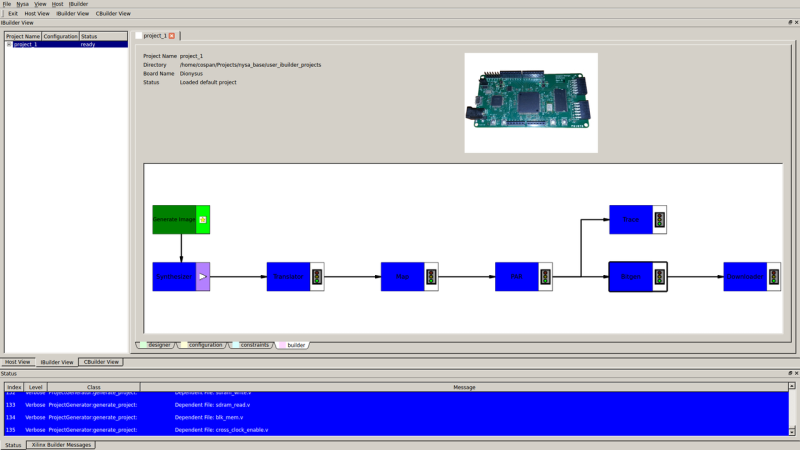 File Nysa View Host IBuilder
Exit Host View IBuilder View CBuilder View
IBuilder View
Project Name Configuration Status
project_1 ready
project_1
Project Name project_1
Directory /home/cospan/Projects/nysa_base/user_ibuilder_projects
Board Name Dionysus
Status Loaded default project
Generate Image
Synthesizer
Translate
Map
PAR
Trace
Bitgen
Downloader
designer configuration constraints builder
Host View IBuilder View CBuilder View
Status
Index Level Class Message
132 Verbose ProjectGenerator:generate_project: Dependent File: sdram_write.v
133 Verbose ProjectGenerator:generate_project: Dependent File: sdram_read.v
134 Verbose ProjectGenerator:generate_project: Dependent File: blk_mem.v
135 Verbose ProjectGenerator:generate_project: Dependent File: cross_clock_enable.v
Status Xilinx Builder Messages